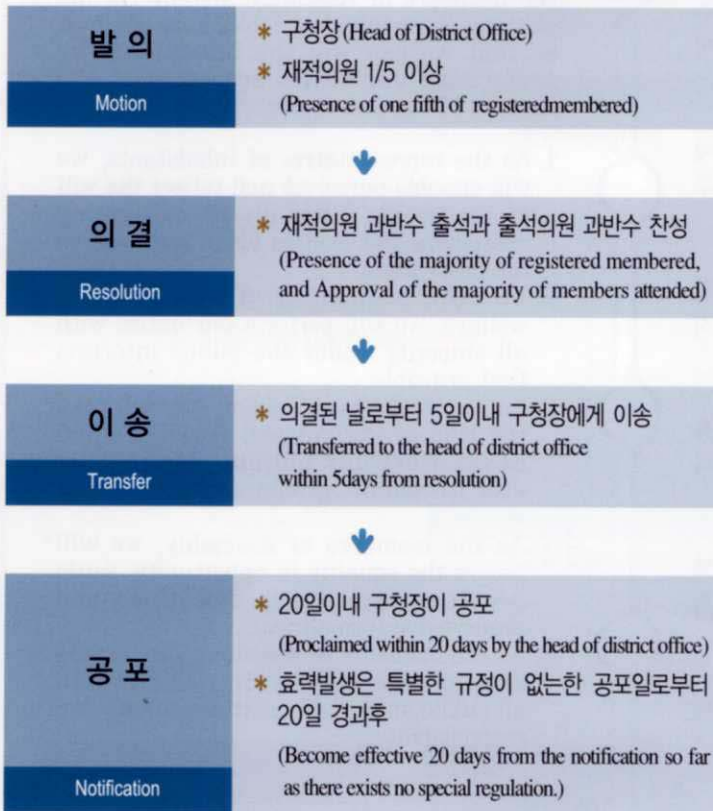 발 의
Motion
* 구청장 (Head of District Office)
* 재적의원 1/5 이상
(Presence of one fifth of registeredmembered)
의 결
Resolution
* 재적의원 과반수 출석과 출석의원 과반수 찬성
(Presence of the majority of registered membered,
and Approval of the majority of members attended)
이 송
Transfer
* 의결된 날로부터 5일이내 구청장에게 이송
(Transferred to the head of district office
within 5days from resolution)
공 포
Notification
* 20일이내 구청장이 공포
(Proclaimed within 20 days by the head of district office)
* 효력발생은 특별한 규정이 없는한 공포일로부터
20일 경과후
(Become effective 20 days from the notification so far
as there exists no special regulation.)